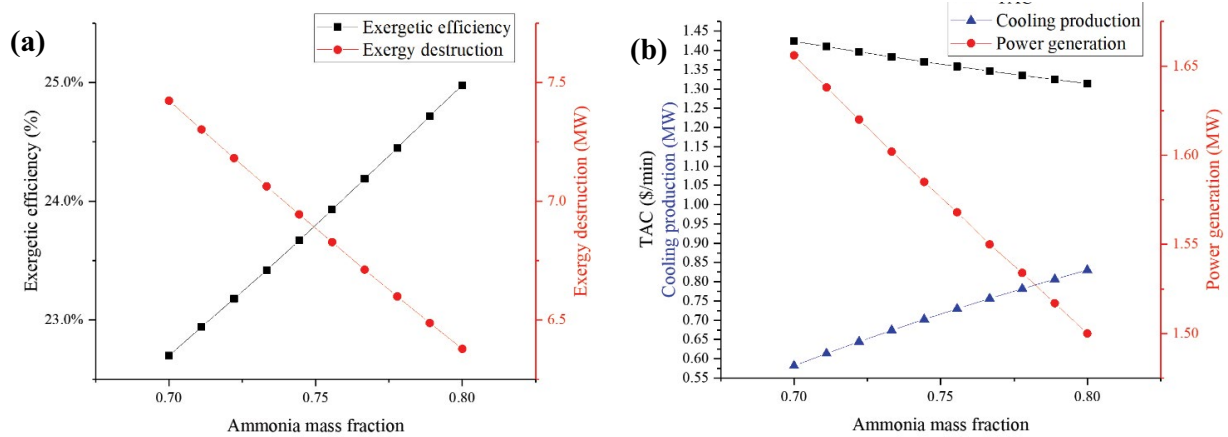 (a)
Exergetic efficiency
Exergy destruction
25.0%
24.0%
23.0%
Exergetic efficiency (%)
7.5
7.0
6.5
Exergy destruction (MW)
0.70
0.75
0.80
Ammonia mass fraction
(b)
TAC
Cooling production
Power generation
1.45
1.40
1.35
1.30
1.25
1.20
1.15
1.10
1.05
1.00
0.95
0.90
0.85
0.80
0.75
0.70
0.65
0.60
0.55
TAC ($/min)
Cooling production (MW)
1.65
1.60
1.55
1.50
Power generation (MW)
0.70
0.75
0.80
Ammonia mass fraction